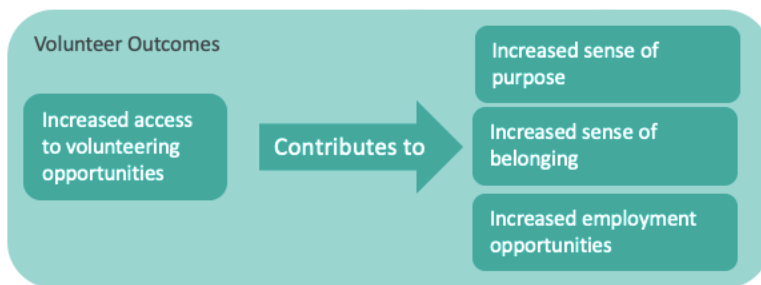 Volunteer Outcomes
Increased access
to volunteering
opportunities
Contributes to
Increased sense of
purpose
Increased sense of
belonging
Increased employment
opportunities